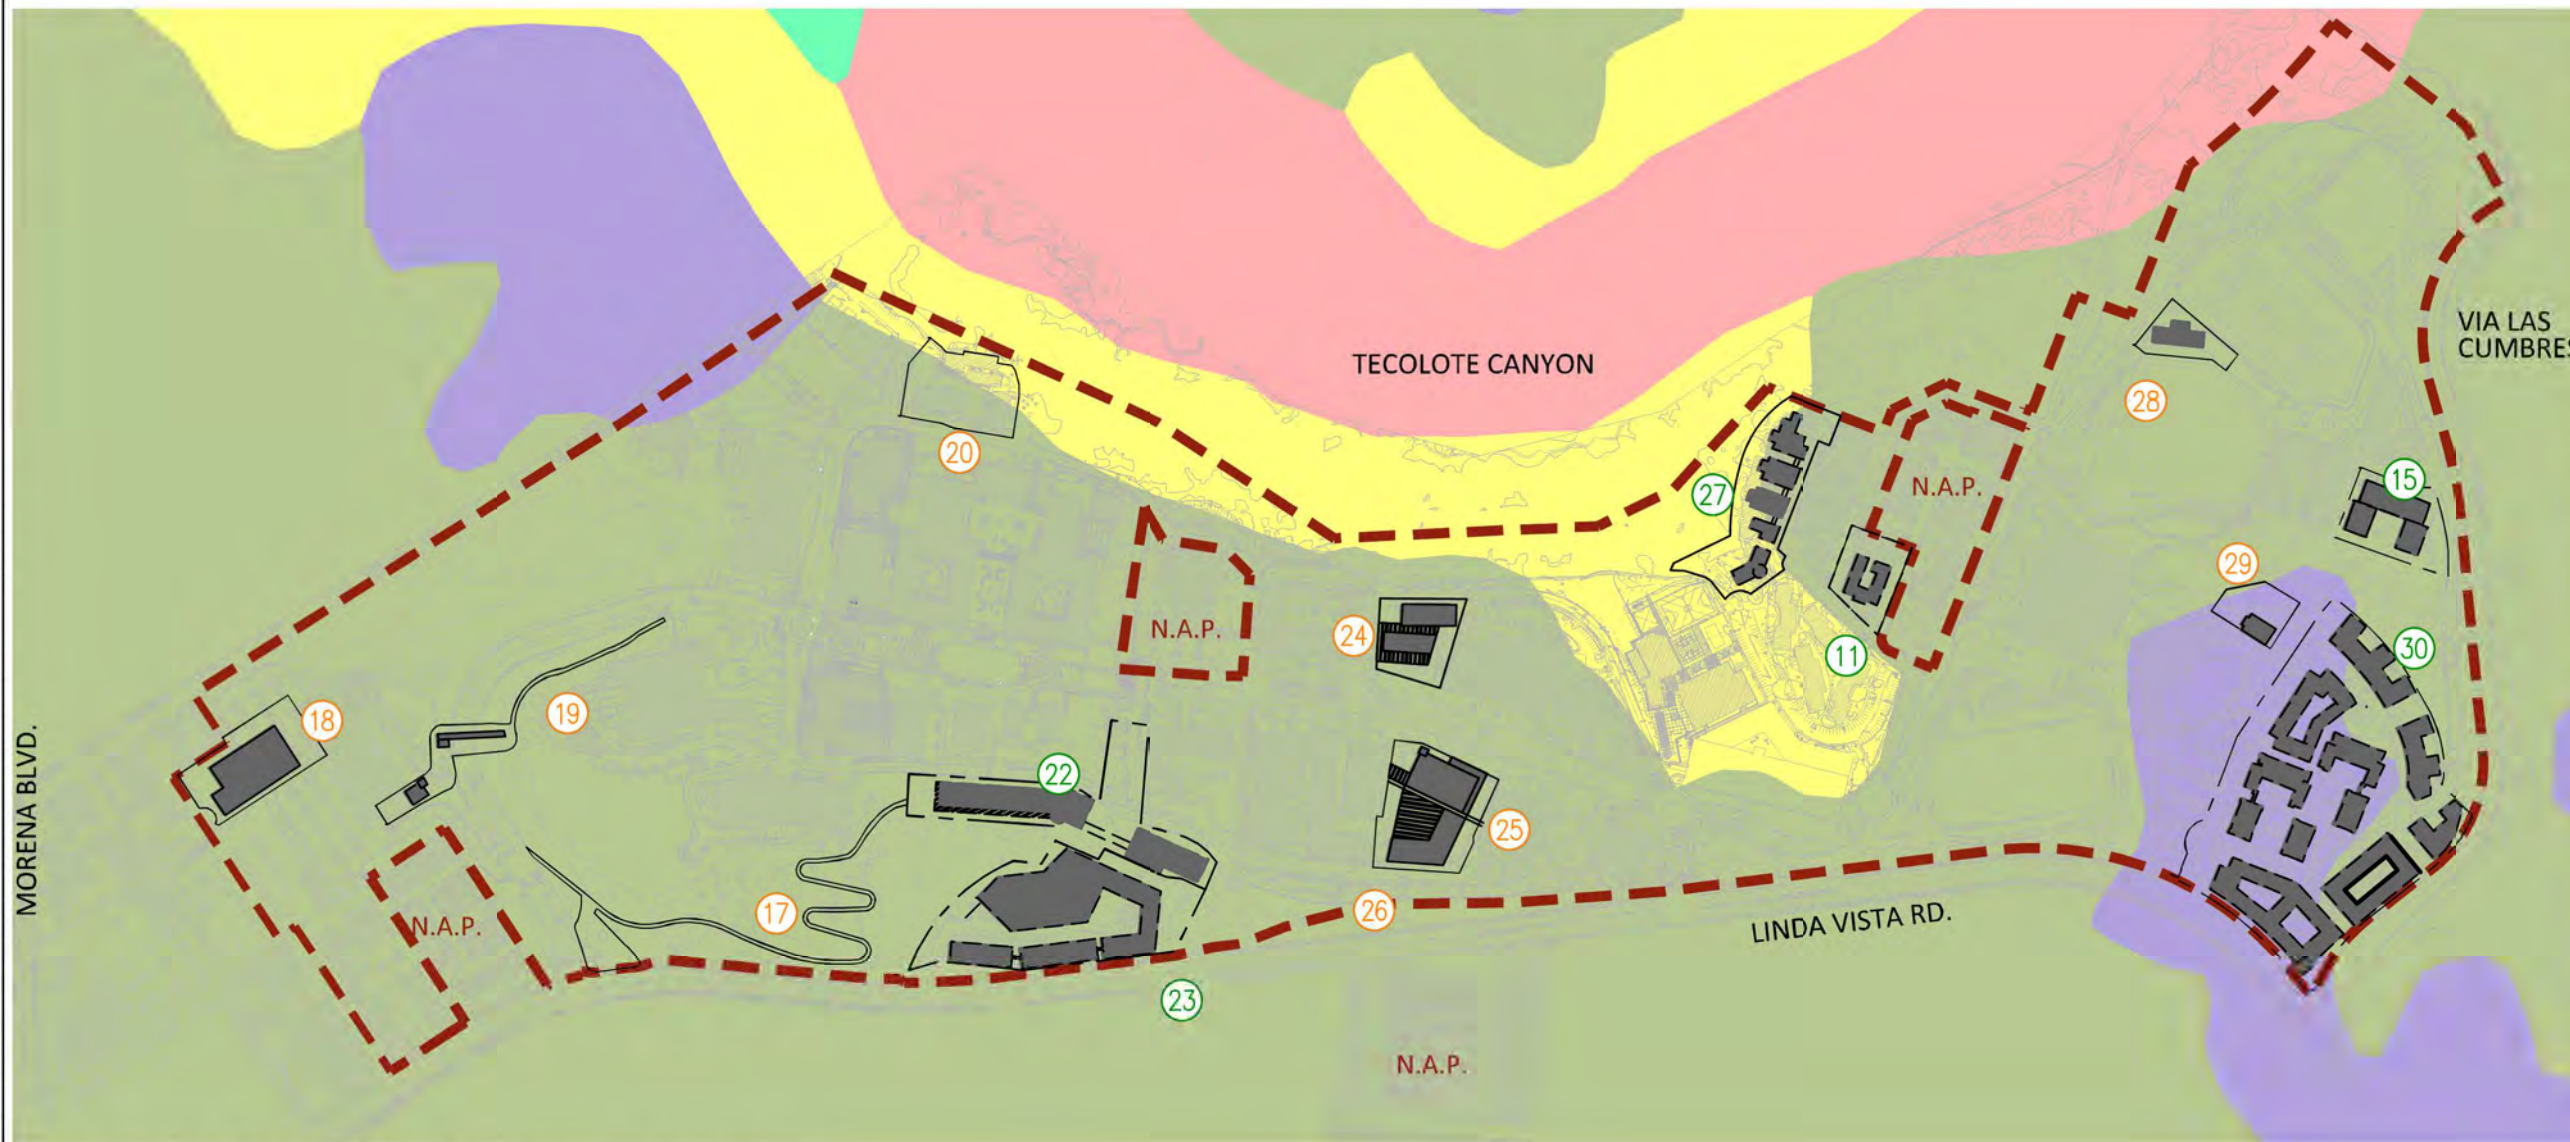 TECOLOTE CANYON
VIA LAS
CUMBRES
28
20
27
N.A.P.
15
29
24
N.A.P.
11
30
18
19
22
MORENA BLVD.
25
17
26
N.A.P.
LINDA VISTA RD.
23
N.A.P.